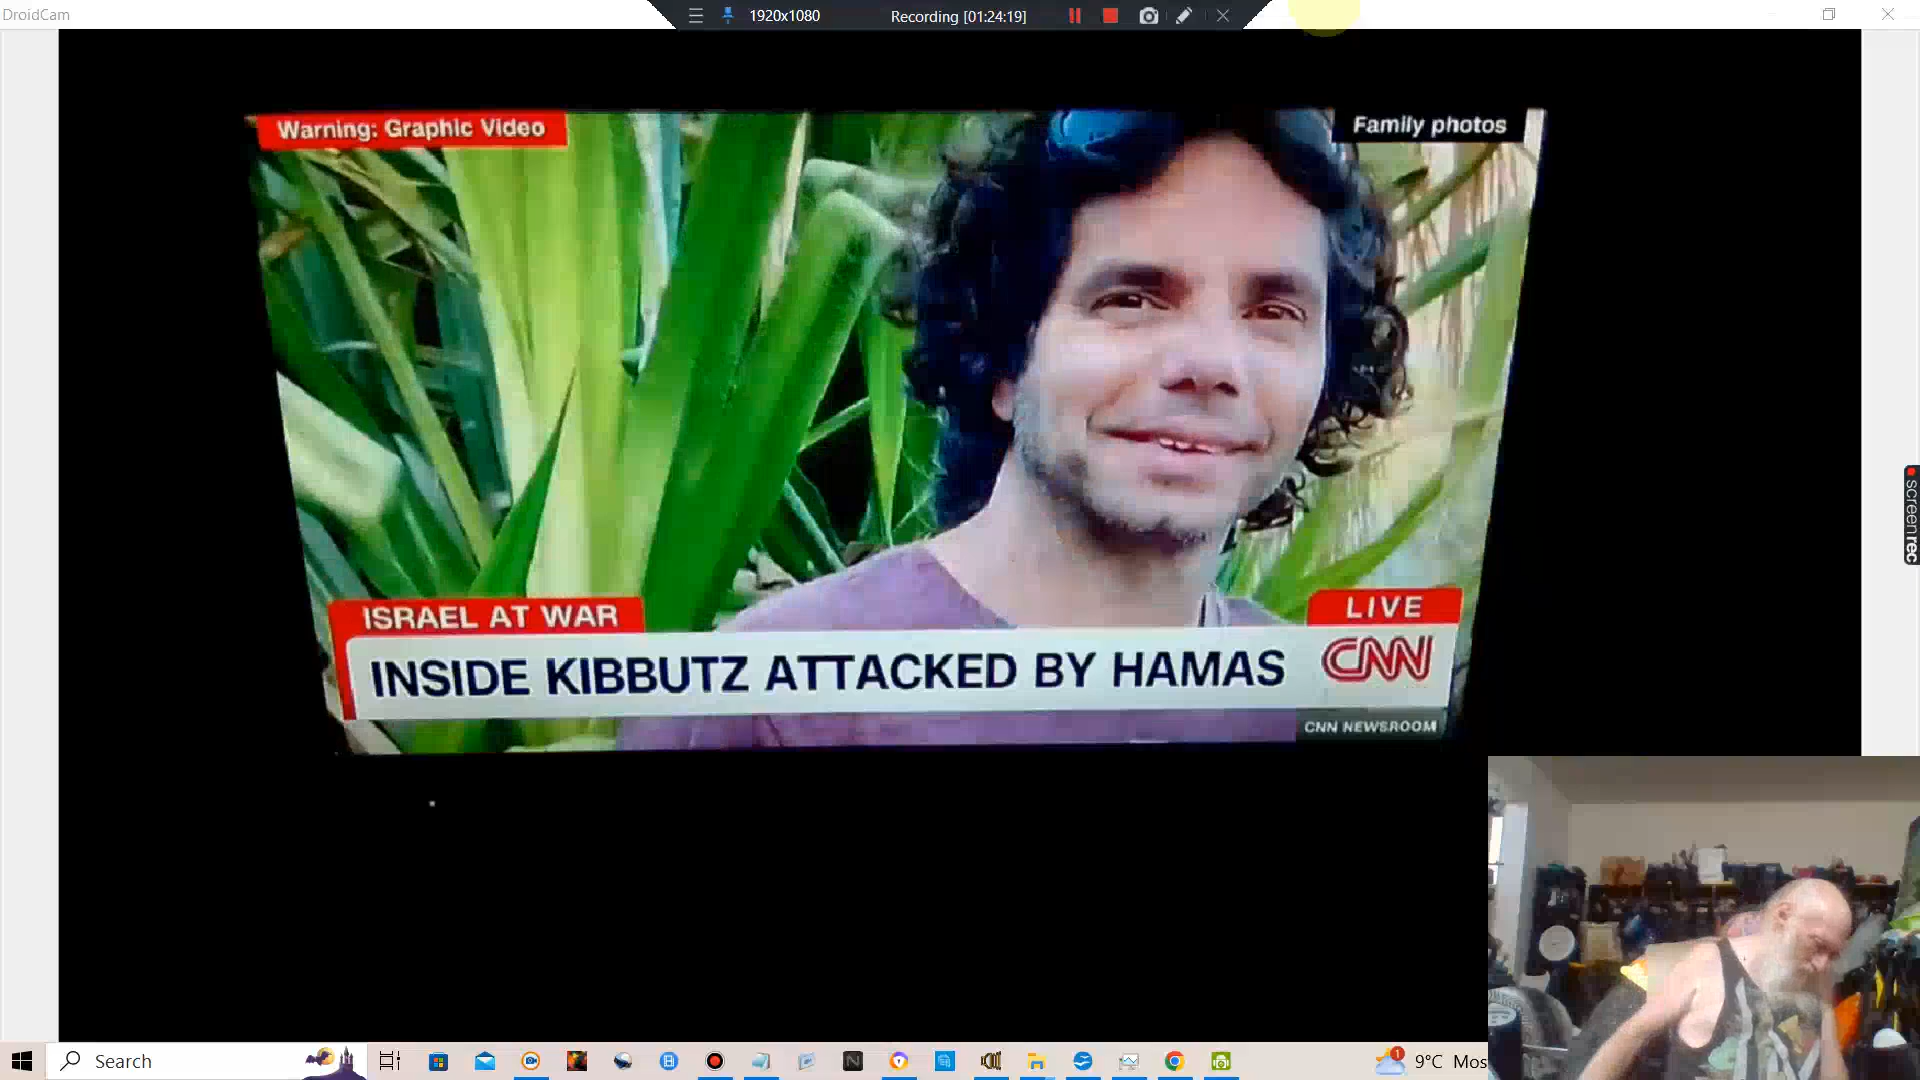 DroidCam
1920x1080
Recording [01:24:19]
Warning: Graphic Video
Family photos
ISRAEL AT WAR
LIVE
INSIDE KIBBUTZ ATTACKED BY HAMAS
CNN
CNN NEWSROOM
screenrec
Search
N
1
9°C Mos